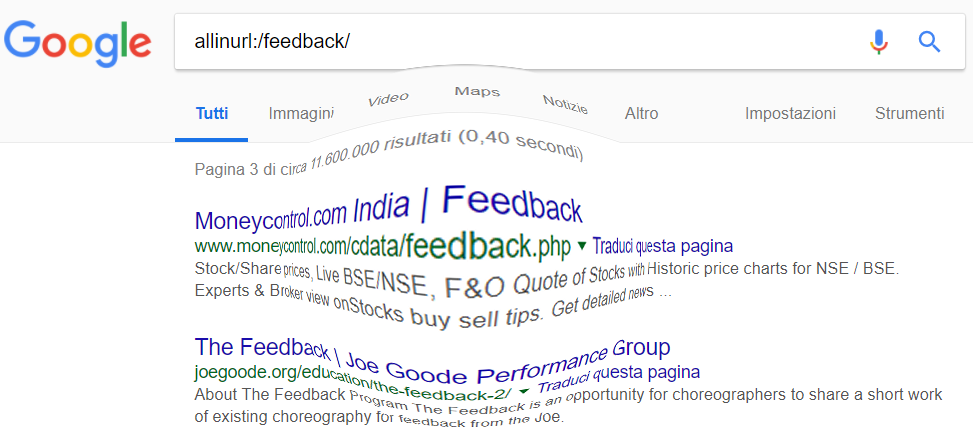 Google
allinurl:/feedback/
Tutti Immagini Video Maps Notizie Altro Impostazioni Strumenti
Pagina 3 di circa 11.600.000 risultati (0,40 secondi)
Moneycontrol.com India | Feedback
www.moneycontrol.com/cdata/feedback.php ▼ Traduci questa pagina
Stock/Share prices, Live BSE/NSE, F&O Quote of Stocks with Historic price charts for NSE / BSE.
Experts & Broker view onStocks buy sell tips. Get detailed news ...
The Feedback | Joe Goode Performance Group
joegoode.org/education/the-feedback-2/ ▼ Traduci questa pagina
About The Feedback Program The Feedback is an opportunity for choreographers to share a short work
of existing choreography for feedback from the Joe.